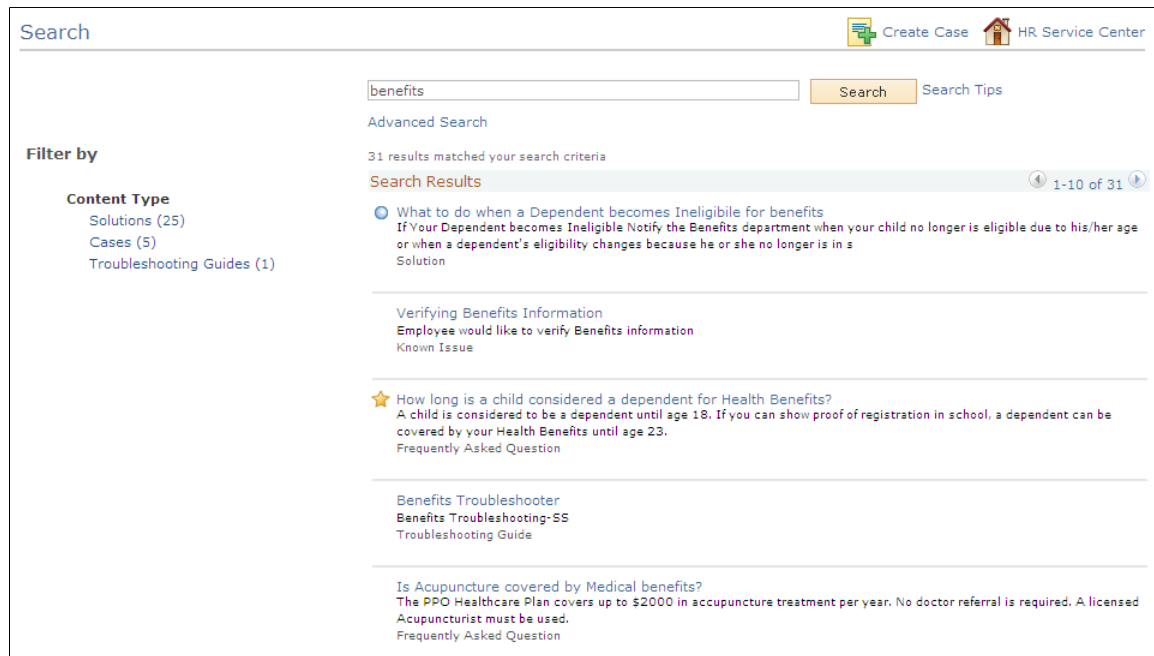 Search
Create Case
HR Service Center
benefits
Search
Search Tips
Advanced Search
Filter by
31 results matched your search criteria
Content Type
Solutions (25)
Cases (5)
Troubleshooting Guides (1)
Search Results
1-10 of 31
What to do when a Dependent becomes Ineligibile for benefits
If Your Dependent becomes Ineligible Notify the Benefits department when your child no longer is eligible due to his/her age
or when a dependent's eligibility changes because he or she no longer is in s
Solution
Verifying Benefits Information
Employee would like to verify Benefits information
Known Issue
How long is a child considered a dependent for Health Benefits?
A child is considered to be a dependent until age 18. If you can show proof of registration in school, a dependent can be
covered by your Health Benefits until age 23.
Frequently Asked Question
Benefits Troubleshooter
Benefits Troubleshooting-SS
Troubleshooting Guide
Is Acupuncture covered by Medical benefits?
The PPO Healthcare Plan covers up to $2000 in accupuncture treatment per year. No doctor referral is required. A licensed
Acupuncturist must be used.
Frequently Asked Question